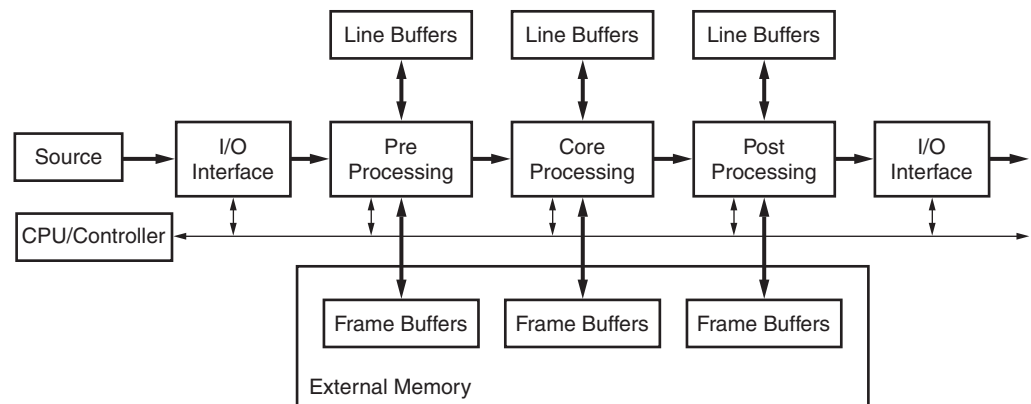 Line Buffers
Line Buffers
Line Buffers
Source
I/O
Interface
Pre
Processing
Core
Processing
Post
Processing
I/O
Interface
CPU/Controller
Frame Buffers
Frame Buffers
Frame Buffers
External Memory